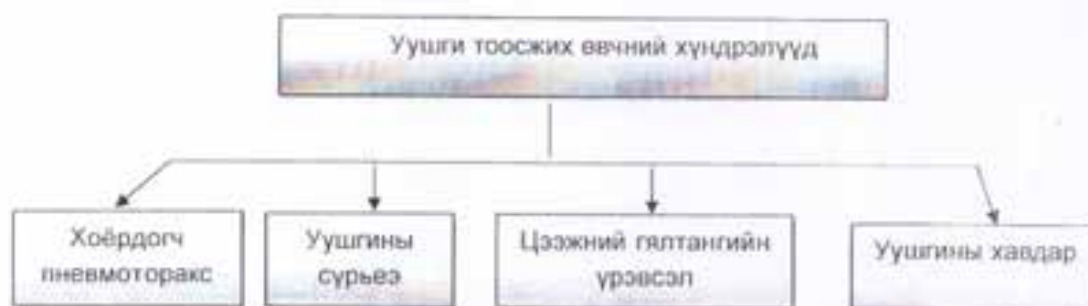 Уушги тоосжих өвчний хүндрэлүүд
Хоёрдогч
пневмоторакс
Уушгины
сүрьеэ
Цээжний гялтангийн
үрэвсэл
Уушгины хавдар